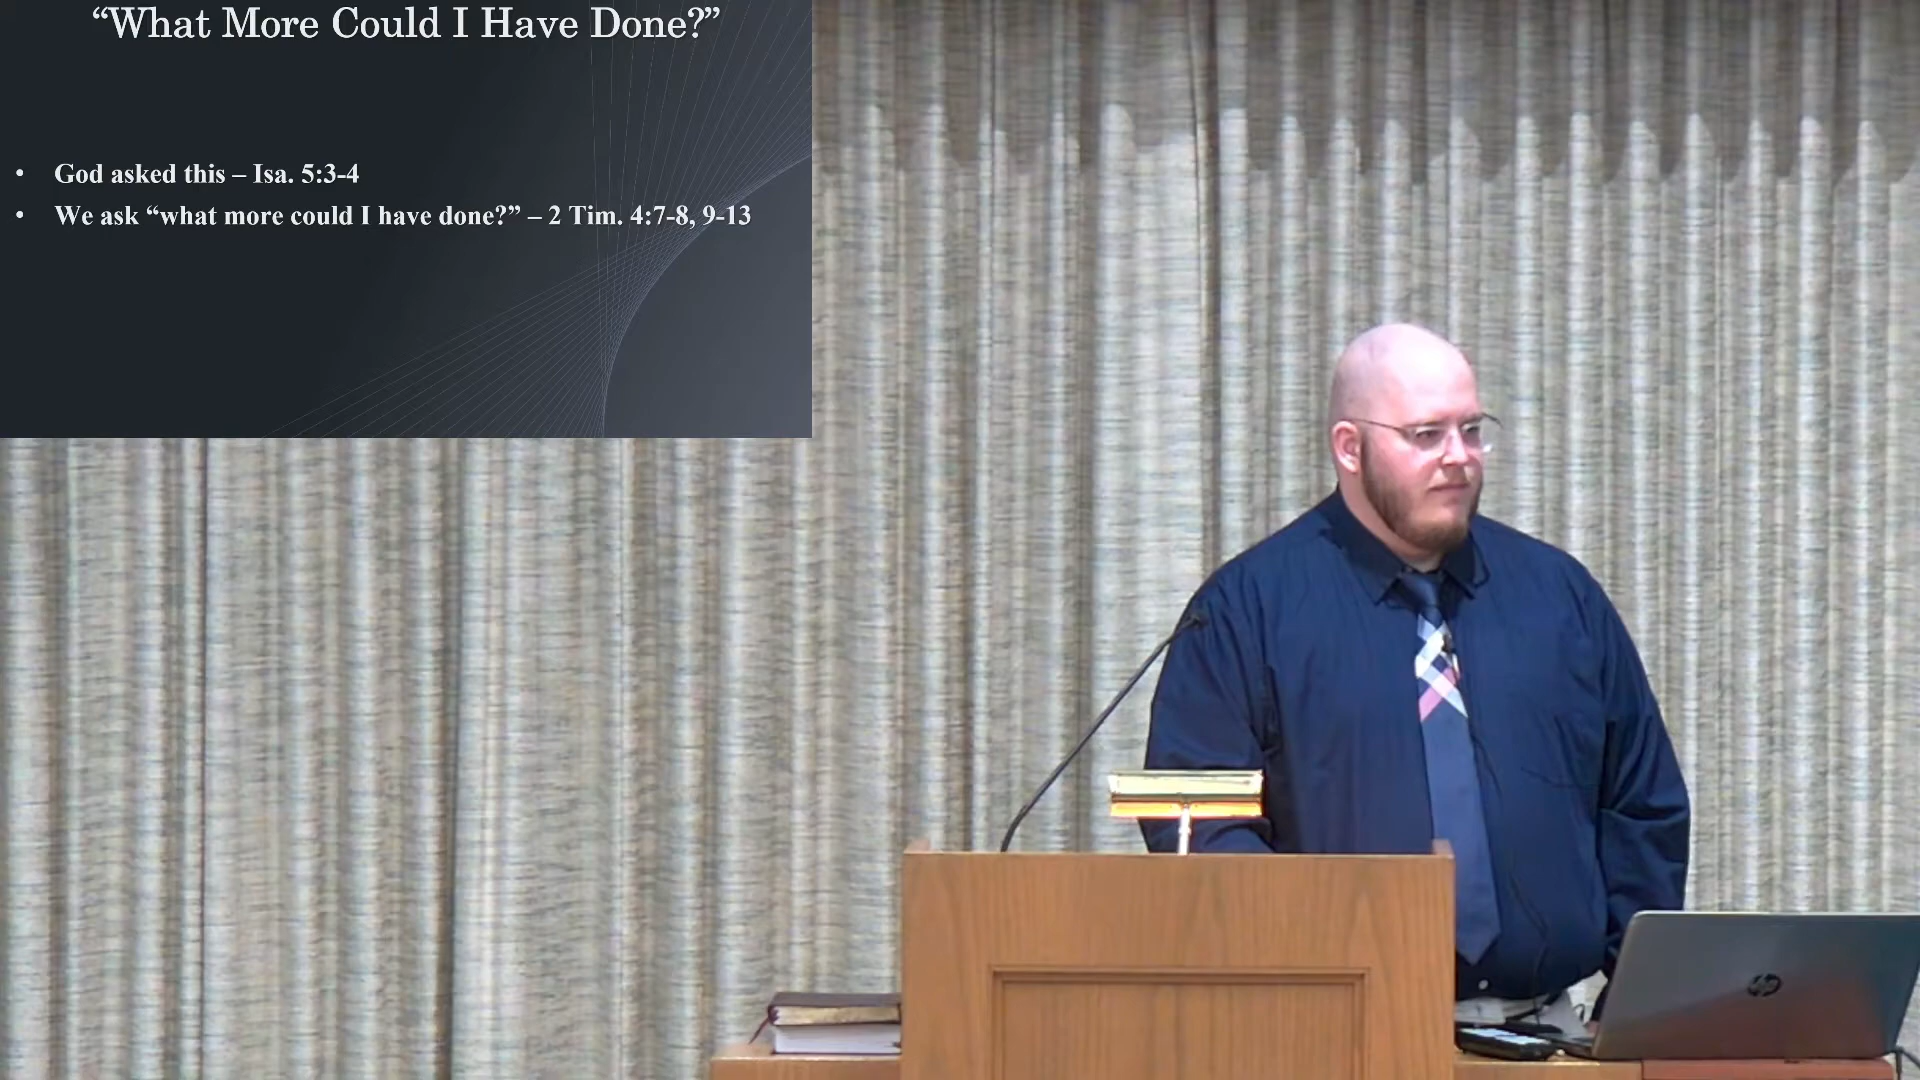 “What More Could I Have Done?”
• God asked this – Isa. 5:3-4
• We ask “what more could I have done?” – 2 Tim. 4:7-8, 9-13
hp